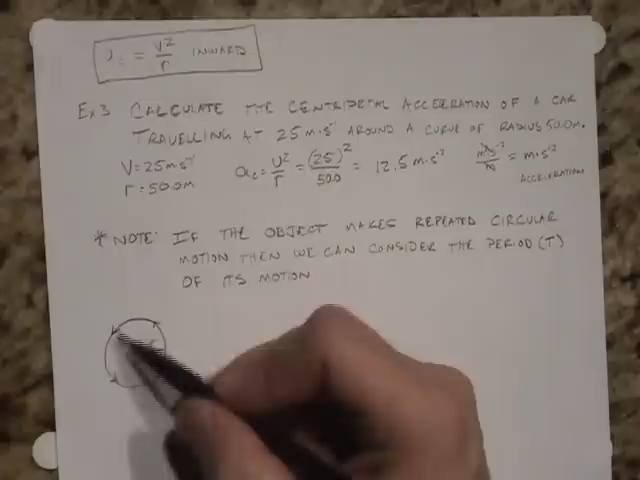 a_c = v²/r INWARD
Ex3 CALCULATE THE CENTRIPETAL ACCELERATION OF A CAR
TRAVELLING AT 25 m·s⁻¹ AROUND A CURVE OF RADIUS 50.0m.
V = 25 m·s⁻¹ a_c = v²/r = (25)²/50.0 = 12.5 m·s⁻² m²s⁻²/m = m·s⁻²
r = 50.0m ACCELERATION
* NOTE: IF THE OBJECT MAKES REPEATED CIRCULAR
MOTION THEN WE CAN CONSIDER THE PERIOD (T)
OF ITS MOTION